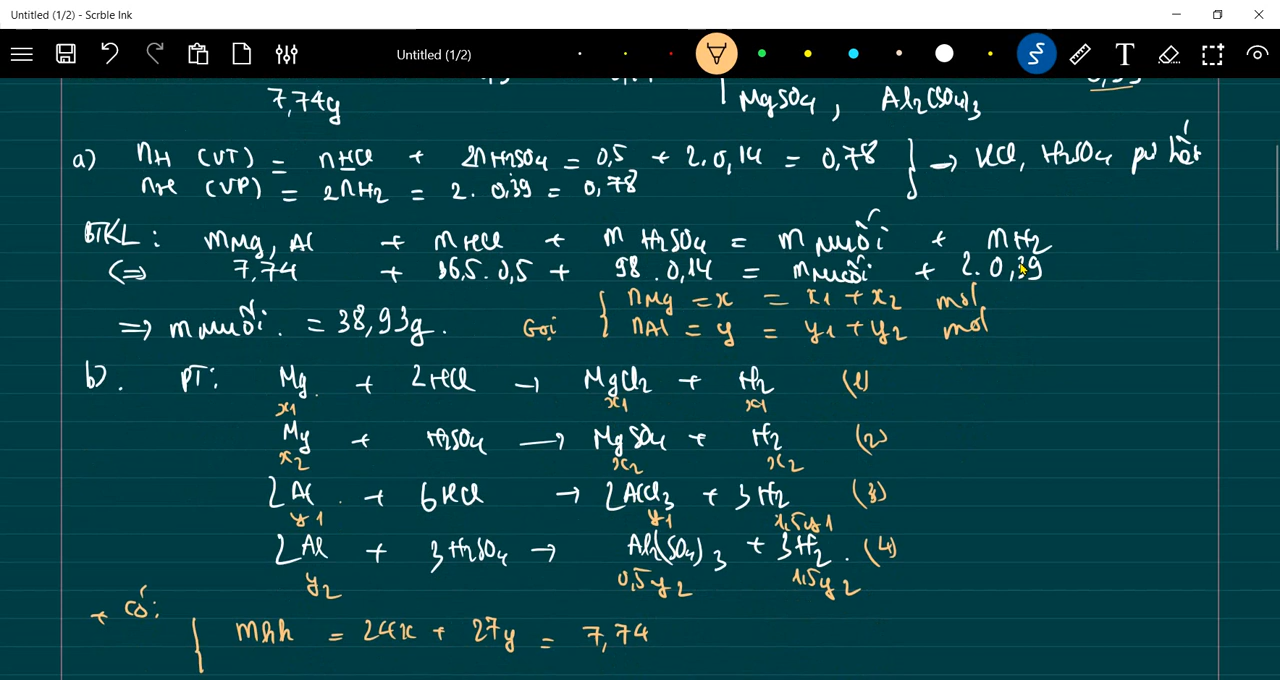 Untitled (1/2) - Scrble Ink
Untitled (1/2)
7,74g
MgSO4 , Al2(SO4)3
a) nH (VT) = nHCl + 2nH2SO4 = 0,5 + 2.0,14 = 0,78 } → HCl, H2SO4 pư hết
nH (VP) = 2nH2 = 2. 0,39 = 0,78
BTKL: mMg, Al + mHCl + mH2SO4 = m muối + mH2
<=> 7,74 + 36,5.0,5 + 98.0,14 = m muối + 2.0,39
=> m muối = 38,93g. Gọi { nMg = x = x1 + x2 mol
nAl = y = y1 + y2 mol
b). PT: Mg + 2HCl → MgCl2 + H2 (1)
x1 x1 x1
Mg + H2SO4 → MgSO4 + H2 (2)
x2 x2 x2
2Al + 6HCl → 2AlCl3 + 3H2 (3)
y1 y1 1,5y1
2Al + 3H2SO4 → Al2(SO4)3 + 3H2. (4)
y2 0,5y2 1,5y2
+ Có:
{ mhh = 24x + 27y = 7,74